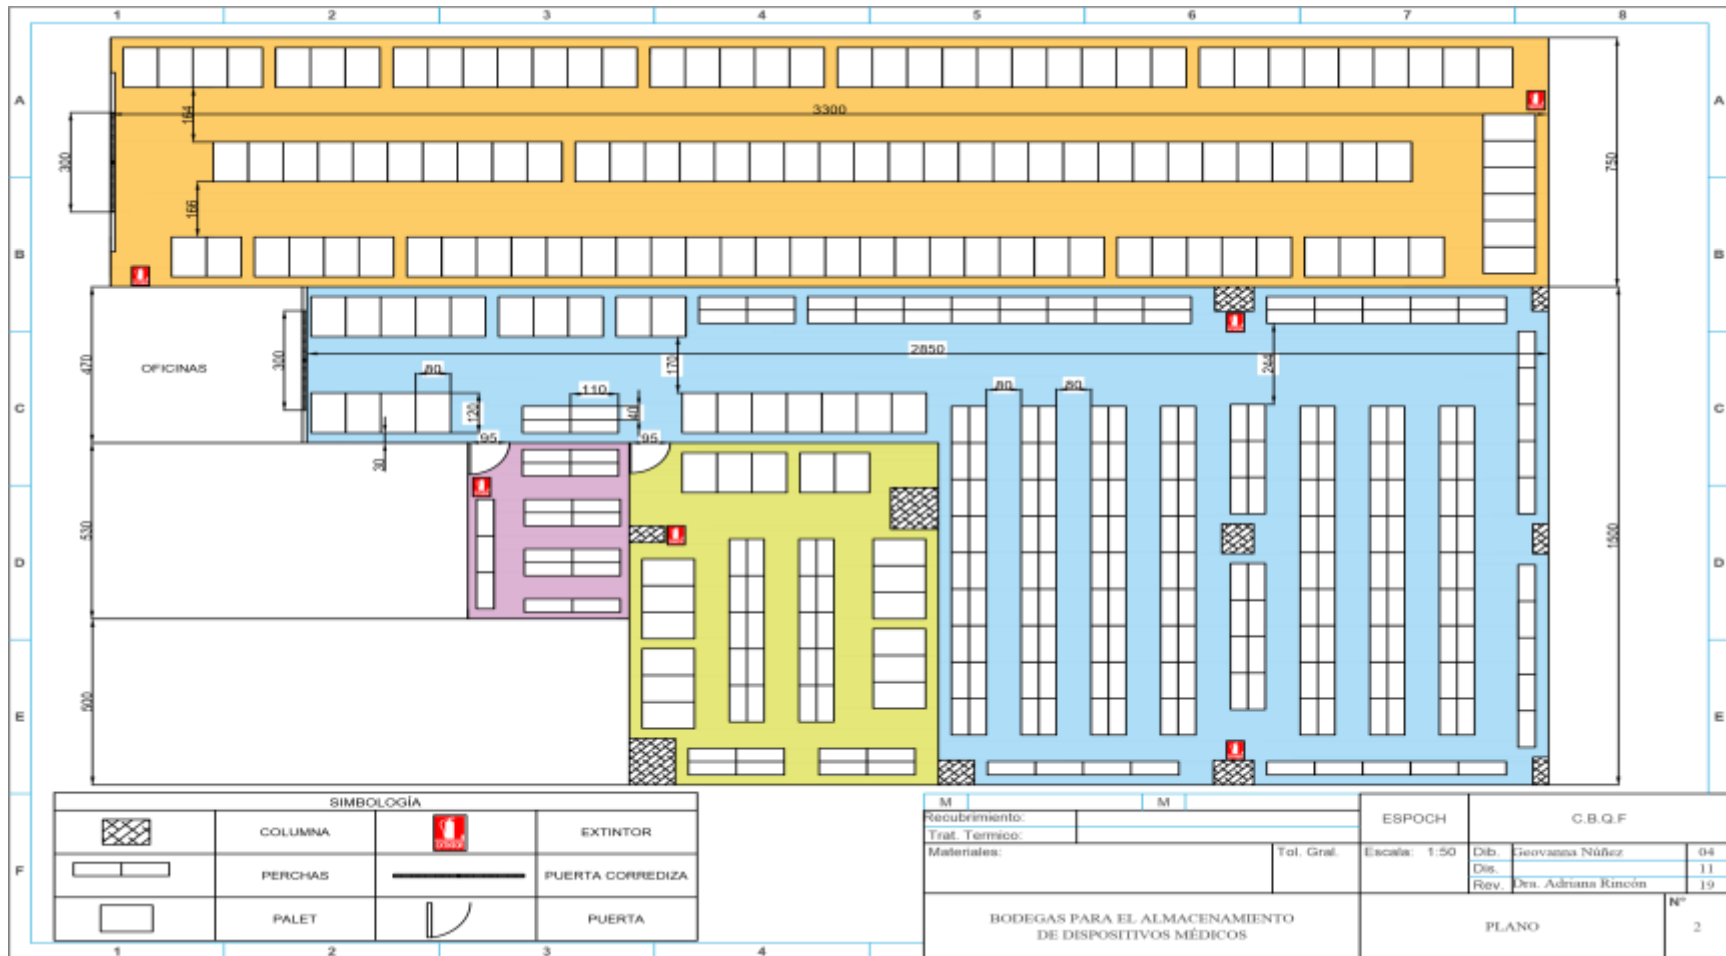 1 2 3 4 5 6 7 8
A A
3300
164
300
750
166
B B
470
OFICINAS
300
2850
170
244
80
110
80 80
C C
120
40
95 95
30
530
1500
D D
E E
SIMBOLOGÍA
COLUMNA EXTINTOR
PERCHAS PUERTA CORREDIZA
PALET PUERTA
F
1 2 3 4
M M
Recubrimiento:
Trat. Termico:
Materiales: Tol. Gral.
ESPOCH C.B.Q.F
Escala: 1:50
Dib. Geovanna Núñez 04
Dis. 11
Rev. Dra. Adriana Rincón 19
BODEGAS PARA EL ALMACENAMIENTO
DE DISPOSITIVOS MÉDICOS
PLANO
N°
2